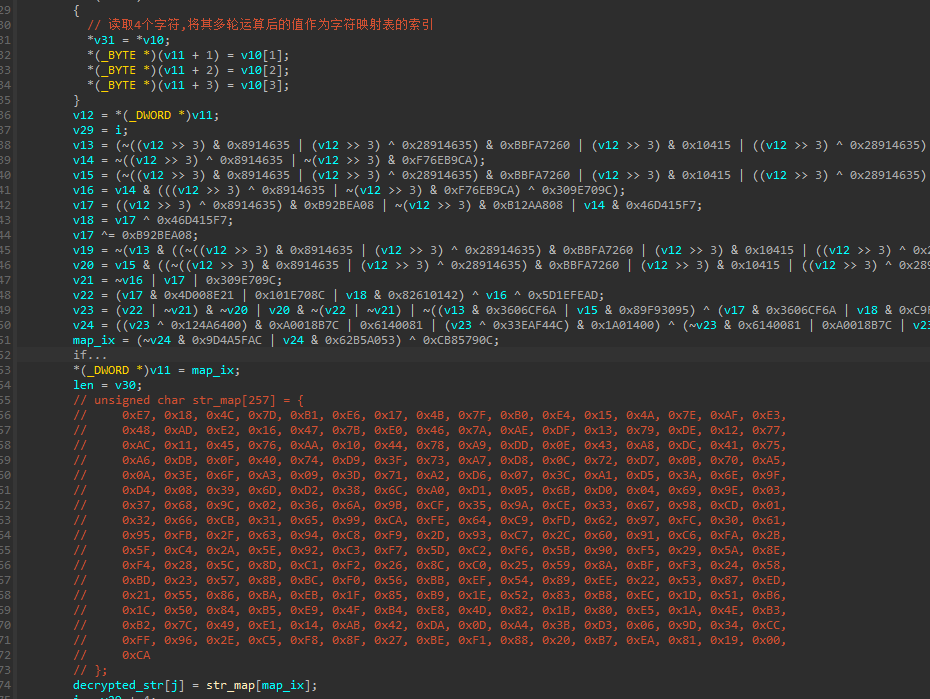 29 {
30 // 读取4个字符,将其多轮运算后的值作为字符映射表的索引
31 *v31 = *v10;
32 *(_BYTE *)(v11 + 1) = v10[1];
33 *(_BYTE *)(v11 + 2) = v10[2];
34 *(_BYTE *)(v11 + 3) = v10[3];
35 }
36 v12 = *(_DWORD *)v11;
37 v29 = i;
38 v13 = (~((v12 >> 3) & 0x8914635 | (v12 >> 3) ^ 0x28914635) & 0xBBFA7260 | (v12 >> 3) & 0x10415 | ((v12 >> 3) ^ 0x28914635)
39 v14 = ~((v12 >> 3) ^ 0x8914635 | ~(v12 >> 3) & 0xF76EB9CA);
40 v15 = (~((v12 >> 3) & 0x8914635 | (v12 >> 3) ^ 0x28914635) & 0xBBFA7260 | (v12 >> 3) & 0x10415 | ((v12 >> 3) ^ 0x28914635)
41 v16 = v14 & (((v12 >> 3) ^ 0x8914635 | ~(v12 >> 3) & 0xF76EB9CA) ^ 0x309E709C);
42 v17 = ((v12 >> 3) ^ 0x8914635) & 0xB92BEA08 | ~(v12 >> 3) & 0xB12AA808 | v14 & 0x46D415F7;
43 v18 = v17 ^ 0x46D415F7;
44 v17 ^= 0xB92BEA08;
45 v19 = ~(v13 & ((~((v12 >> 3) & 0x8914635 | (v12 >> 3) ^ 0x28914635) & 0xBBFA7260 | (v12 >> 3) & 0x10415 | ((v12 >> 3) ^ 0x2
46 v20 = v15 & ((~((v12 >> 3) & 0x8914635 | (v12 >> 3) ^ 0x28914635) & 0xBBFA7260 | (v12 >> 3) & 0x10415 | ((v12 >> 3) ^ 0x289
47 v21 = ~v16 | v17 | 0x309E709C;
48 v22 = (v17 & 0x4D008E21 | 0x101E708C | v18 & 0x82610142) ^ v16 ^ 0x5D1EFEAD;
49 v23 = (v22 | ~v21) & ~v20 | v20 & ~(v22 | ~v21) | ~((v13 & 0x3606CF6A | v15 & 0x89F93095) ^ (v17 & 0x3606CF6A | v18 & 0xC9F
50 v24 = ((v23 ^ 0x124A6400) & 0xA0018B7C | 0x6140081 | (v23 ^ 0x33EAF44C) & 0x1A01400) ^ (~v23 & 0x6140081 | 0xA0018B7C | v23
51 map_ix = (~v24 & 0x9D4A5FAC | v24 & 0x62B5A053) ^ 0xCB85790C;
52 if...
53 *(_DWORD *)v11 = map_ix;
54 len = v30;
55 // unsigned char str_map[257] = {
56 // 0xE7, 0x18, 0x4C, 0x7D, 0xB1, 0xE6, 0x17, 0x4B, 0x7F, 0xB0, 0xE4, 0x15, 0x4A, 0x7E, 0xAF, 0xE3,
57 // 0x48, 0xAD, 0xE2, 0x16, 0x47, 0x7B, 0xE0, 0x46, 0x7A, 0xAE, 0xDF, 0x13, 0x79, 0xDE, 0x12, 0x77,
58 // 0xAC, 0x11, 0x45, 0x76, 0xAA, 0x10, 0x44, 0x78, 0xA9, 0xDD, 0x0E, 0x43, 0xA8, 0xDC, 0x41, 0x75,
59 // 0xA6, 0xDB, 0x0F, 0x40, 0x74, 0xD9, 0x3F, 0x73, 0xA7, 0xD8, 0x0C, 0x72, 0xD7, 0x0B, 0x70, 0xA5,
60 // 0x0A, 0x3E, 0x6F, 0xA3, 0x09, 0x3D, 0x71, 0xA2, 0xD6, 0x07, 0x3C, 0xA1, 0xD5, 0x3A, 0x6E, 0x9F,
61 // 0xD4, 0x08, 0x39, 0x6D, 0xD2, 0x38, 0x6C, 0xA0, 0xD1, 0x05, 0x6B, 0xD0, 0x04, 0x69, 0x9E, 0x03,
62 // 0x37, 0x68, 0x9C, 0x02, 0x36, 0x6A, 0x9B, 0xCF, 0x35, 0x9A, 0xCE, 0x33, 0x67, 0x98, 0xCD, 0x01,
63 // 0x32, 0x66, 0xCB, 0x31, 0x65, 0x99, 0xCA, 0xFE, 0x64, 0xC9, 0xFD, 0x62, 0x97, 0xFC, 0x30, 0x61,
64 // 0x95, 0xFB, 0x2F, 0x63, 0x94, 0xC8, 0xF9, 0x2D, 0x93, 0xC7, 0x2C, 0x60, 0x91, 0xC6, 0xFA, 0x2B,
65 // 0x5F, 0xC4, 0x2A, 0x5E, 0x92, 0xC3, 0xF7, 0x5D, 0xC2, 0xF6, 0x5B, 0x90, 0xF5, 0x29, 0x5A, 0x8E,
66 // 0xF4, 0x28, 0x5C, 0x8D, 0xC1, 0xF2, 0x26, 0x8C, 0xC0, 0x25, 0x59, 0x8A, 0xBF, 0xF3, 0x24, 0x58,
67 // 0xBD, 0x23, 0x57, 0x8B, 0xBC, 0xF0, 0x56, 0xBB, 0xEF, 0x54, 0x89, 0xEE, 0x22, 0x53, 0x87, 0xED,
68 // 0x21, 0x55, 0x86, 0xBA, 0xEB, 0x1F, 0x85, 0xB9, 0x1E, 0x52, 0x83, 0xB8, 0xEC, 0x1D, 0x51, 0xB6,
69 // 0x1C, 0x50, 0x84, 0xB5, 0xE9, 0x4F, 0xB4, 0xE8, 0x4D, 0x82, 0x1B, 0x80, 0xE5, 0x1A, 0x4E, 0xB3,
70 // 0xB2, 0x7C, 0x49, 0xE1, 0x14, 0xAB, 0x42, 0xDA, 0x0D, 0xA4, 0x3B, 0xD3, 0x06, 0x9D, 0x34, 0xCC,
71 // 0xFF, 0x96, 0x2E, 0xC5, 0xF8, 0x8F, 0x27, 0xBE, 0xF1, 0x88, 0x20, 0xB7, 0xEA, 0x81, 0x19, 0x00,
72 // 0xCA
73 // };
74 decrypted_str[j] = str_map[map_ix];